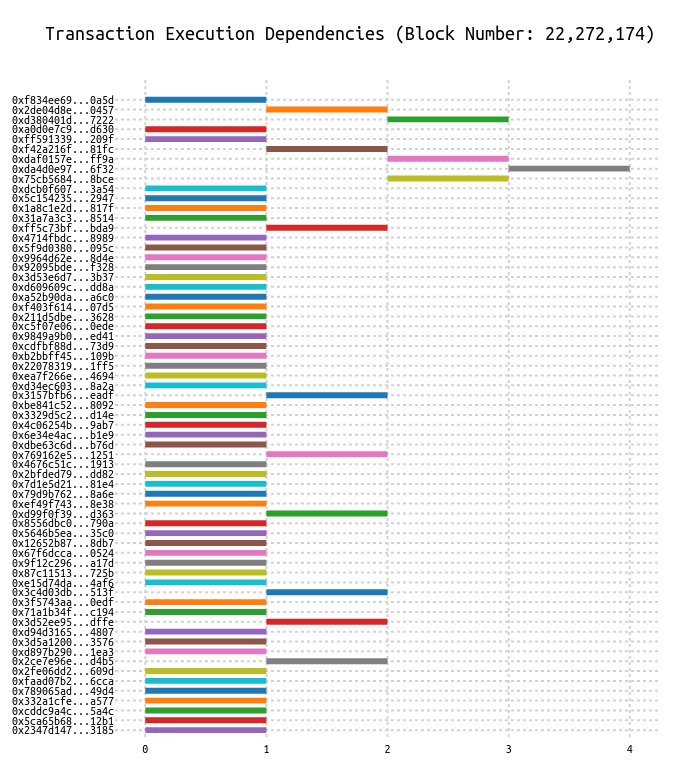 Transaction Execution Dependencies (Block Number: 22,272,174)
0xf834ee69...0a5d
0x2de04d8e...0457
0xd380401d...7222
0xa0d0e7c9...d630
0xff591339...209f
0xf42a216f...81fc
0xdaf0157e...ff9a
0xda4d0e97...6f32
0x75cb5684...8bce
0xdcb0f607...3a54
0x5c154235...2947
0x1a8c1e2d...817f
0x31a7a3c3...8514
0xff5c73bf...bda9
0x4714fbdc...8989
0x5f9d0380...095c
0x9964d62e...8d4e
0x92095bde...f328
0x3d53e6d7...3b37
0xd609609c...dd8a
0xa52b90da...a6c0
0xf403f614...07d5
0x211d5dbe...3628
0xc5f07e06...0ede
0x9849a9b0...ed41
0xcdfbf88d...73d9
0xb2bbff45...109b
0x22078319...1ff5
0xea7f266e...4694
0xd34ec603...8a2a
0x3157bfb6...eadf
0xbe841c52...8092
0x3329d5c2...d14e
0x4c06254b...9ab7
0x6e34e4ac...b1e9
0xdbe63c6d...b76d
0x769162e5...1251
0x4676c51c...1913
0x2bfded79...dd82
0x7d1e5d21...81e4
0x79d9b762...8a6e
0xef49f743...8e38
0xd99f0f39...d363
0x8556dbc0...790a
0x5646b5ea...35c0
0x12652b87...8db7
0x67f6dcca...0524
0x9f12c296...a17d
0x87c11513...725b
0xe15d74da...4af6
0x3c4d03db...513f
0x3f5743aa...0edf
0x71a1b34f...c194
0x3d52ee95...dffe
0xd94d3165...4807
0x3d5a1200...3576
0xd897b290...1ea3
0x2ce7e96e...d4b5
0x2fe06dd2...609d
0xfaad07b2...6cca
0x789065ad...49d4
0x332a1cfe...a577
0xcddc9a4c...5a4c
0x5ca65b68...12b1
0x2347d147...3185
0 1 2 3 4